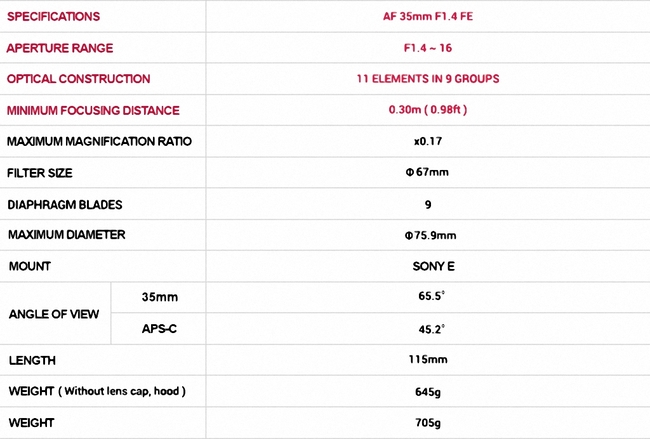 SPECIFICATIONS AF 35mm F1.4 FE
APERTURE RANGE F1.4 ~ 16
OPTICAL CONSTRUCTION 11 ELEMENTS IN 9 GROUPS
MINIMUM FOCUSING DISTANCE 0.30m ( 0.98ft )
MAXIMUM MAGNIFICATION RATIO x0.17
FILTER SIZE Φ67mm
DIAPHRAGM BLADES 9
MAXIMUM DIAMETER Φ75.9mm
MOUNT SONY E
ANGLE OF VIEW 35mm 65.5°
APS-C 45.2°
LENGTH 115mm
WEIGHT ( Without lens cap, hood ) 645g
WEIGHT 705g